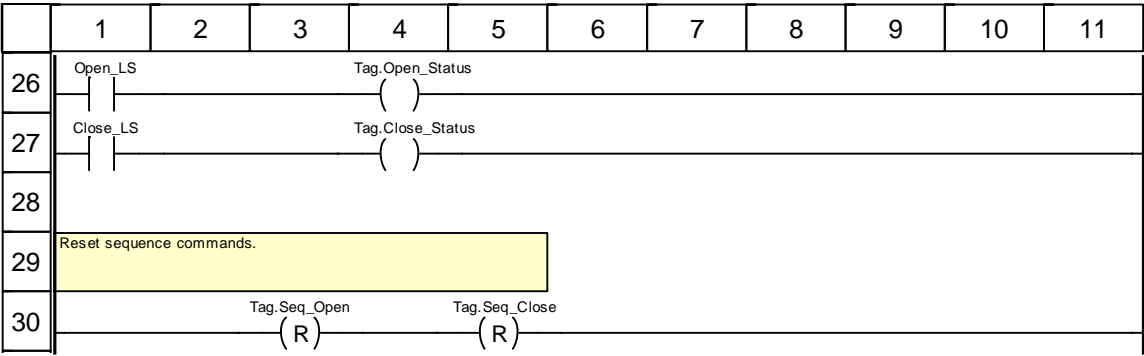 1 2 3 4 5 6 7 8 9 10 11
26 Open_LS Tag.Open_Status
27 Close_LS Tag.Close_Status
28
29 Reset sequence commands.
Tag.Seq_Open Tag.Seq_Close
30 R R